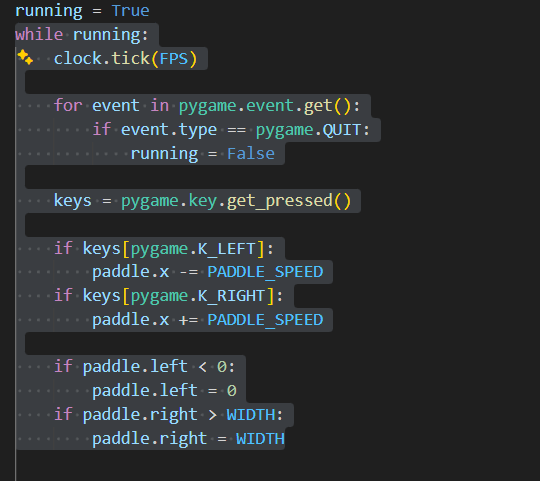 running = True
while running:
    clock.tick(FPS)

    for event in pygame.event.get():
        if event.type == pygame.QUIT:
            running = False

    keys = pygame.key.get_pressed()

    if keys[pygame.K_LEFT]:
        paddle.x -= PADDLE_SPEED
    if keys[pygame.K_RIGHT]:
        paddle.x += PADDLE_SPEED

    if paddle.left < 0:
        paddle.left = 0
    if paddle.right > WIDTH:
        paddle.right = WIDTH